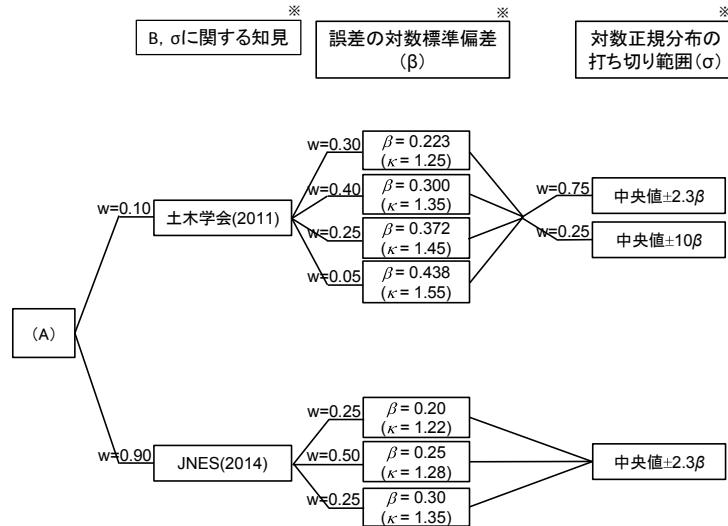 ※
※
※
B, σに関する知見
誤差の対数標準偏差
(β)
対数正規分布の
打ち切り範囲(σ)
w=0.30
β = 0.223
(κ = 1.25)
w=0.40
β = 0.300
(κ = 1.35)
w=0.75
中央値±2.3β
w=0.10
土木学会(2011)
w=0.25
β = 0.372
(κ = 1.45)
w=0.25
中央値±10β
w=0.05
β = 0.438
(κ = 1.55)
(A)
w=0.25
β = 0.20
(κ = 1.22)
w=0.90
JNES(2014)
w=0.50
β = 0.25
(κ = 1.28)
中央値±2.3β
w=0.25
β = 0.30
(κ = 1.35)